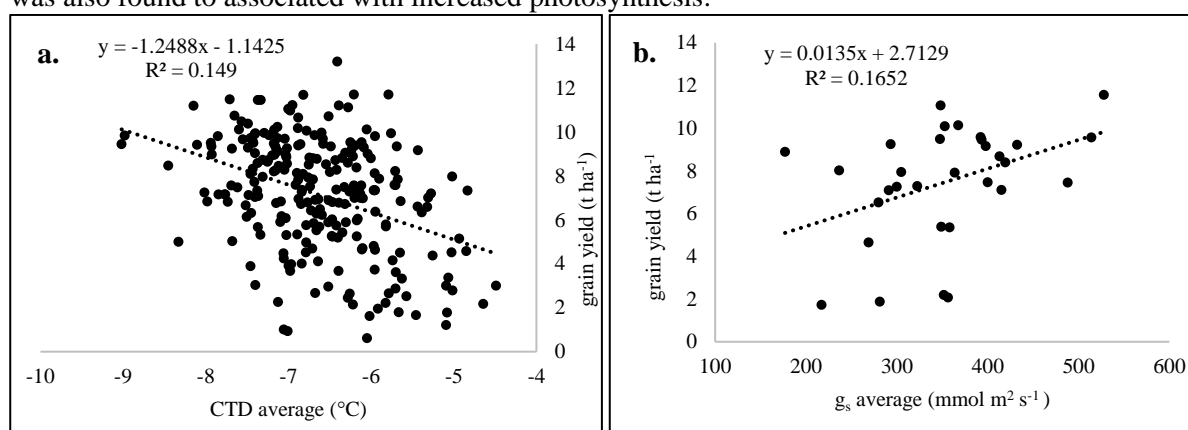 was also found to associated with increased photosynthesis.
a.
y = -1.2488x - 1.1425
R² = 0.149
14
12
10
8
6
4
2
0
grain yield (t ha⁻¹)
-10 -9 -8 -7 -6 -5 -4
CTD average (°C)
b.
y = 0.0135x + 2.7129
R² = 0.1652
14
12
10
8
6
4
2
0
grain yield (t ha⁻¹)
100 200 300 400 500 600
gₛ average (mmol m² s⁻¹ )